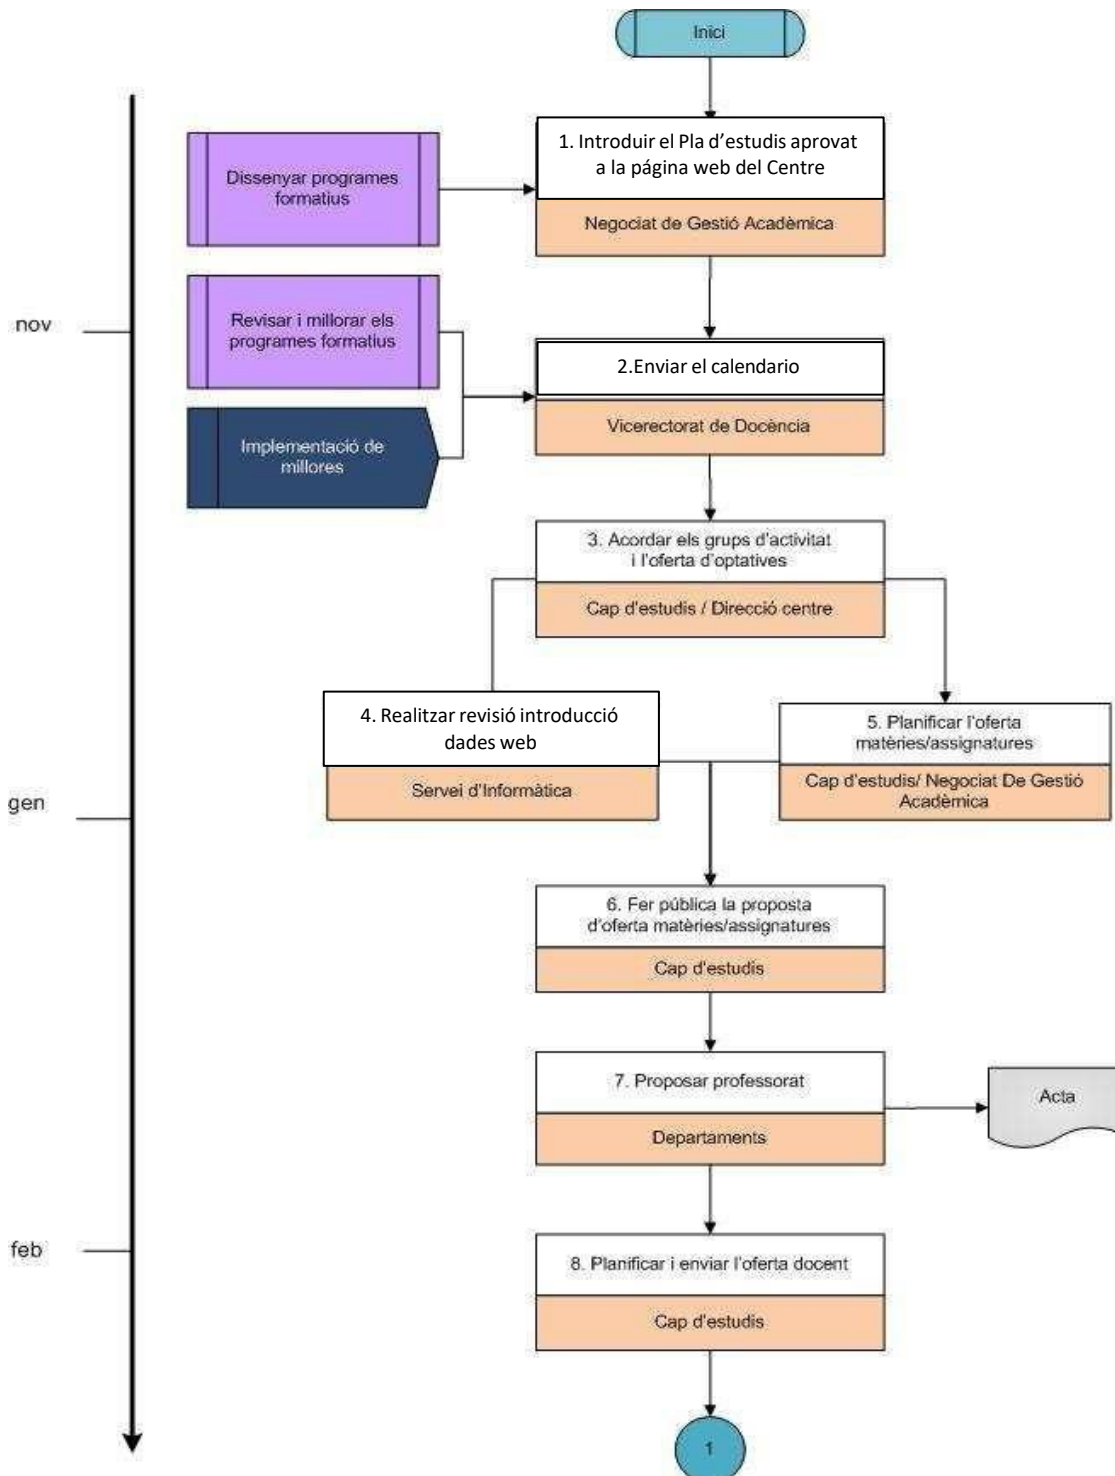 Inici
1. Introduir el Pla d'estudis aprovat
a la página web del Centre
Negociat de Gestió Acadèmica
Dissenyar programes
formatius
nov
Revisar i millorar els
programes formatius
2.Enviar el calendario
Vicerectorat de Docència
Implementació de
millores
3. Acordar els grups d'activitat
i l'oferta d'optatives
Cap d'estudis / Direcció centre
4. Realitzar revisió introducció
dades web
Servei d'Informàtica
5. Planificar l'oferta
matèries/assignatures
Cap d'estudis/ Negociat De Gestió
Acadèmica
gen
6. Fer pública la proposta
d'oferta matèries/assignatures
Cap d'estudis
7. Proposar professorat
Departaments
Acta
feb
8. Planificar i enviar l'oferta docent
Cap d'estudis
1